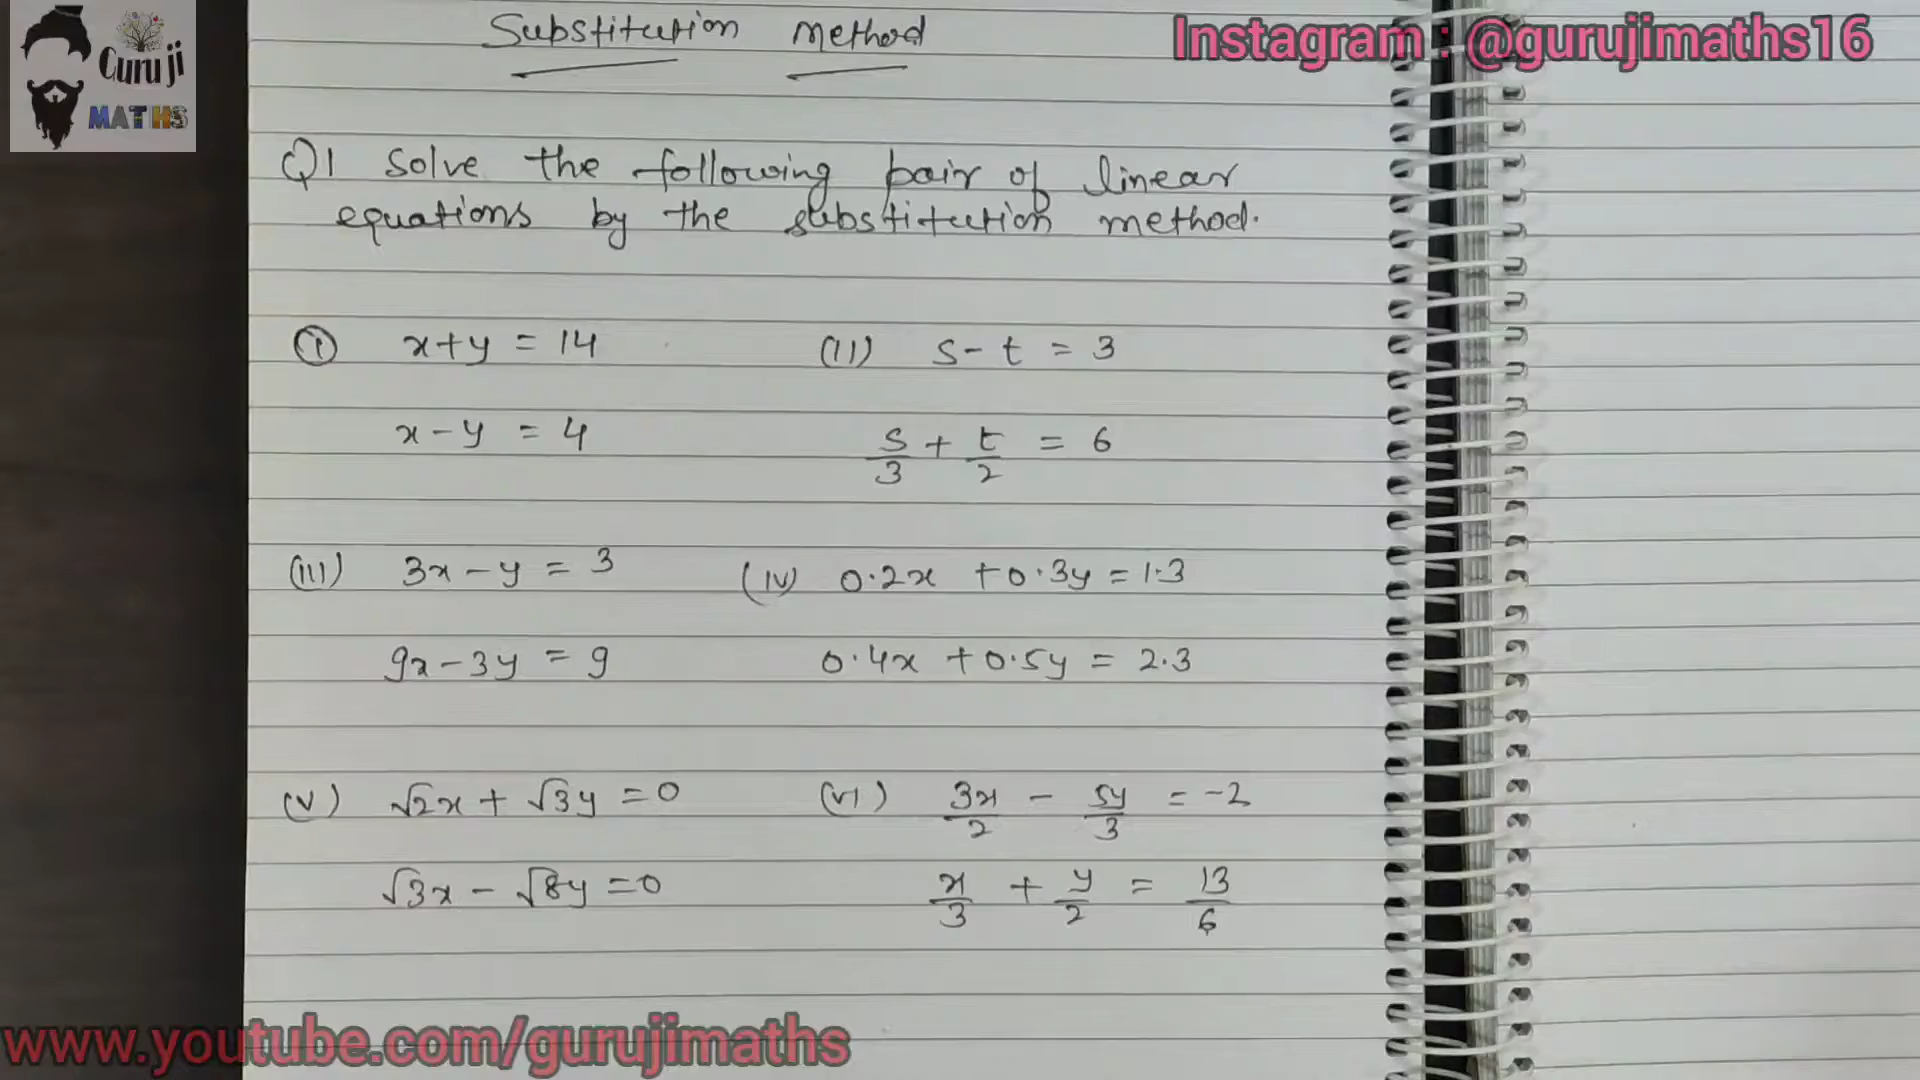 Guruji
MATHS
Instagram : @gurujimaths16
Substitution Method
Q1 Solve the following pair of linear
equations by the substitution method.
(I) x+y = 14
x-y = 4
(II) s-t = 3
s/3 + t/2 = 6
(III) 3x-y = 3
9x-3y = 9
(IV) 0.2x +0.3y = 1.3
0.4x +0.5y = 2.3
(V) √2x + √3y = 0
√3x - √8y = 0
(VI) 3x/2 - 5y/3 = -2
x/3 + y/2 = 13/6
www.youtube.com/gurujimaths